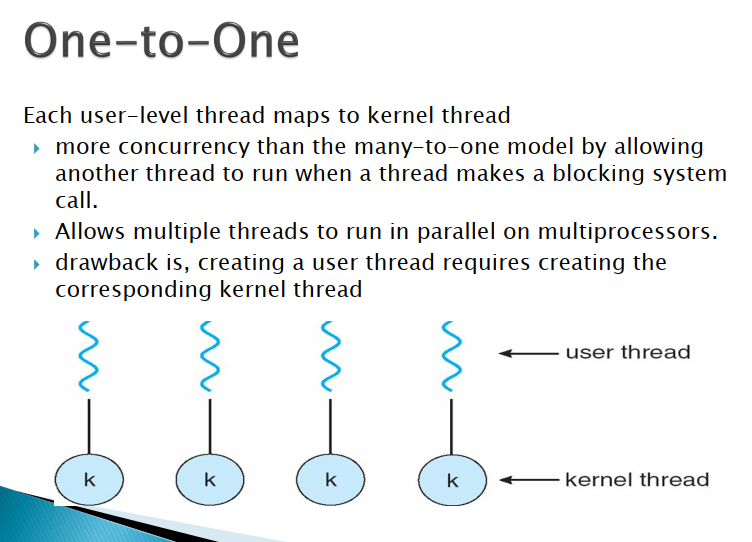 One-to-One
Each user-level thread maps to kernel thread
more concurrency than the many-to-one model by allowing
another thread to run when a thread makes a blocking system
call.
Allows multiple threads to run in parallel on multiprocessors.
drawback is, creating a user thread requires creating the
corresponding kernel thread
user thread
k k k k
kernel thread